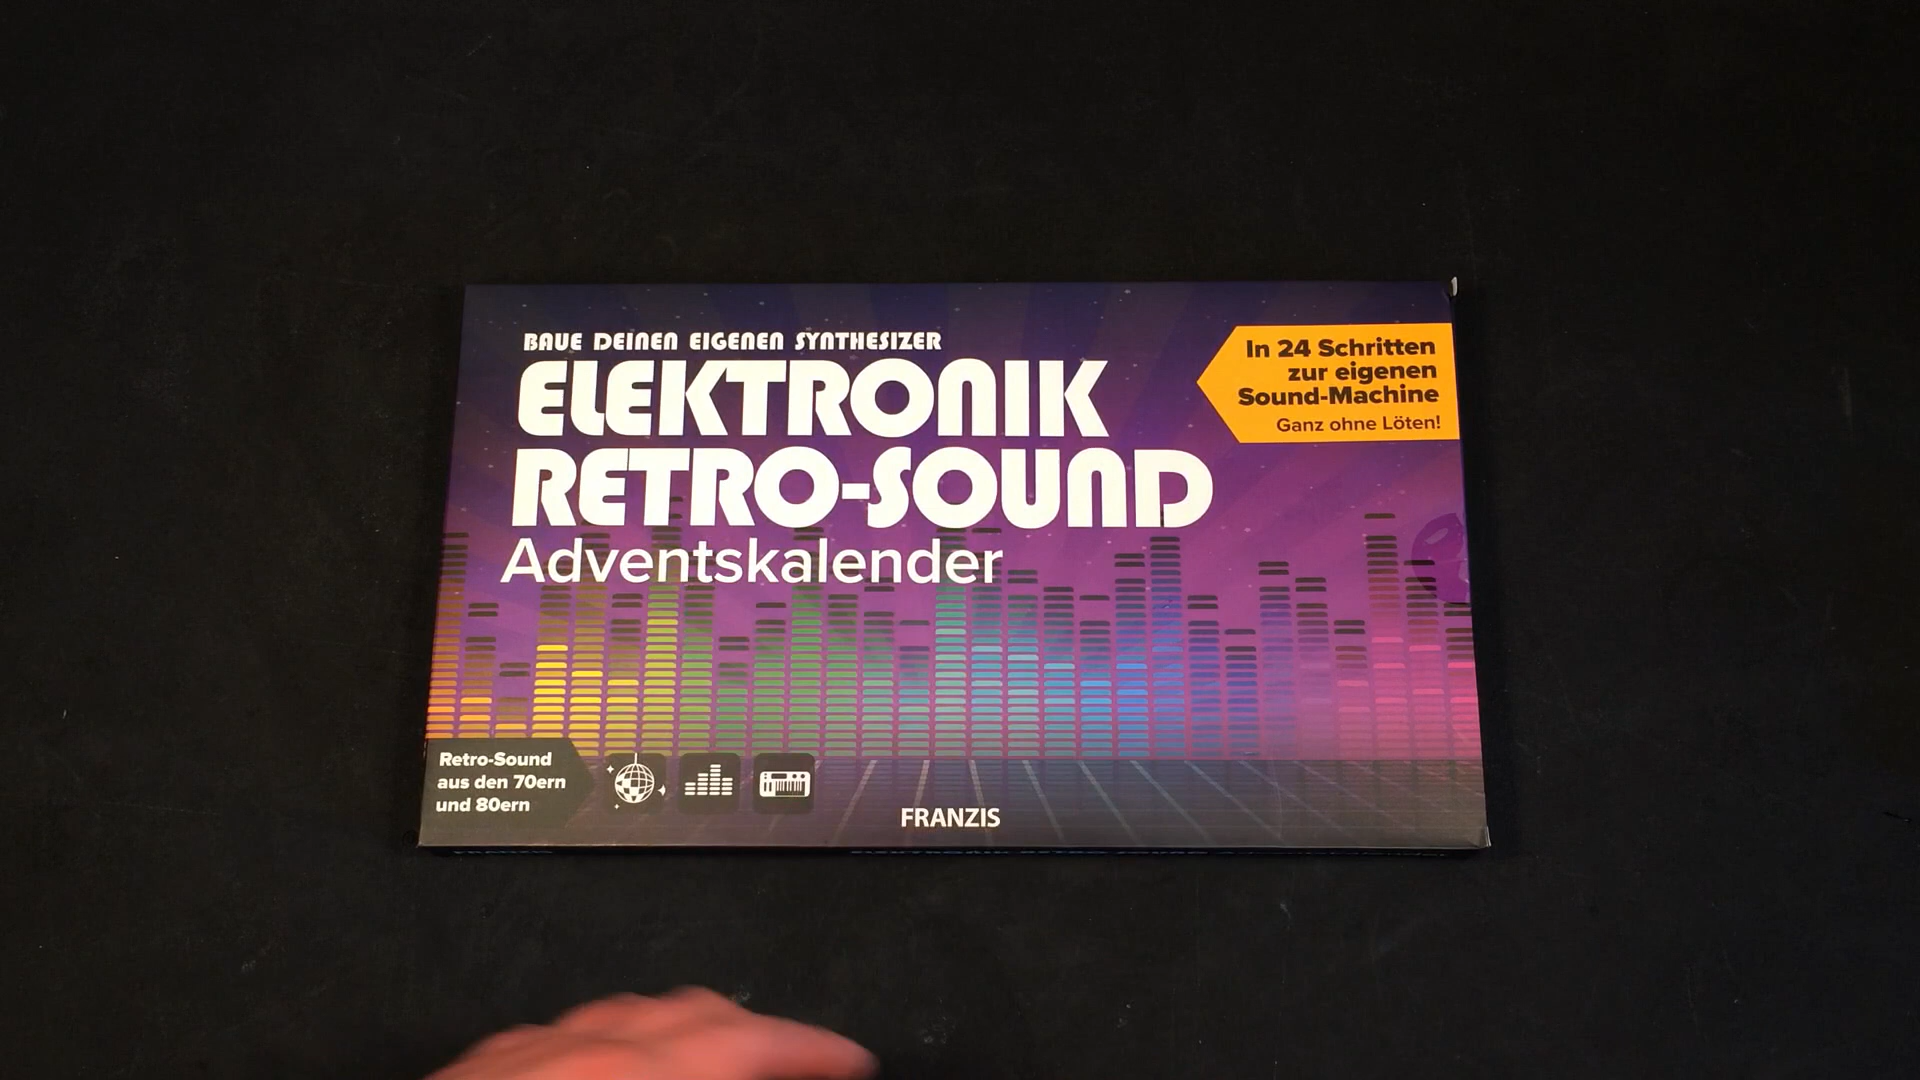 BAUE DEINEN EIGENEN SYNTHESIZER
ELEKTRONIK
RETRO-SOUND
Adventskalender
In 24 Schritten
zur eigenen
Sound-Machine
Ganz ohne Löten!
Retro-Sound
aus den 70ern
und 80ern
FRANZIS